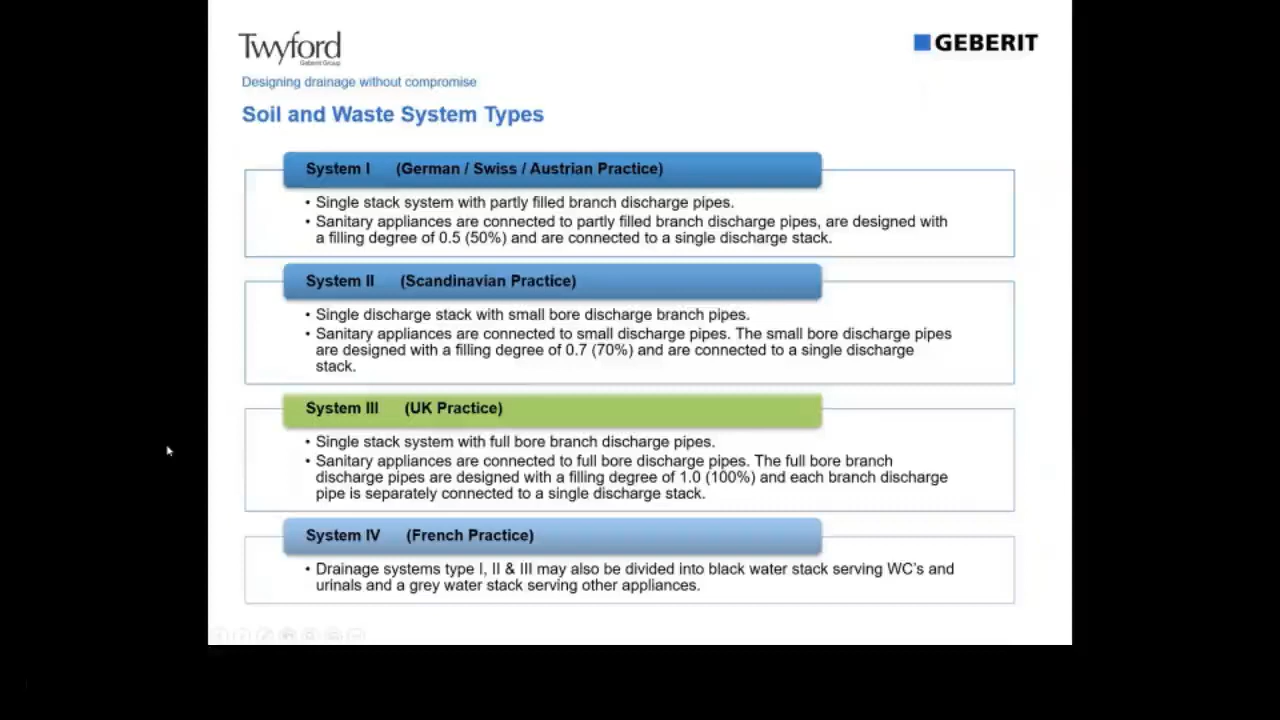 Twyford
Geberit Group
GEBERIT
Designing drainage without compromise
Soil and Waste System Types
System I (German / Swiss / Austrian Practice)
• Single stack system with partly filled branch discharge pipes.
• Sanitary appliances are connected to partly filled branch discharge pipes, are designed with
a filling degree of 0.5 (50%) and are connected to a single discharge stack.
System II (Scandinavian Practice)
• Single discharge stack with small bore discharge branch pipes.
• Sanitary appliances are connected to small discharge pipes. The small bore discharge pipes
are designed with a filling degree of 0.7 (70%) and are connected to a single discharge
stack.
System III (UK Practice)
• Single stack system with full bore branch discharge pipes.
• Sanitary appliances are connected to full bore discharge pipes. The full bore branch
discharge pipes are designed with a filling degree of 1.0 (100%) and each branch discharge
pipe is separately connected to a single discharge stack.
System IV (French Practice)
• Drainage systems type I, II & III may also be divided into black water stack serving WC's and
urinals and a grey water stack serving other appliances.